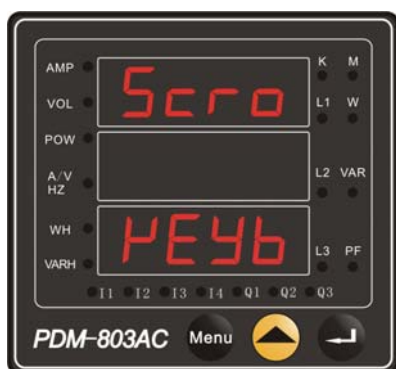 AMP
Scro
K M
VOL
L1 W
POW
A/V
HZ
L2 VAR
WH
KEYb
VARH
L3 PF
I1 I2 I3 I4 Q1 Q2 Q3
PDM-803AC Menu